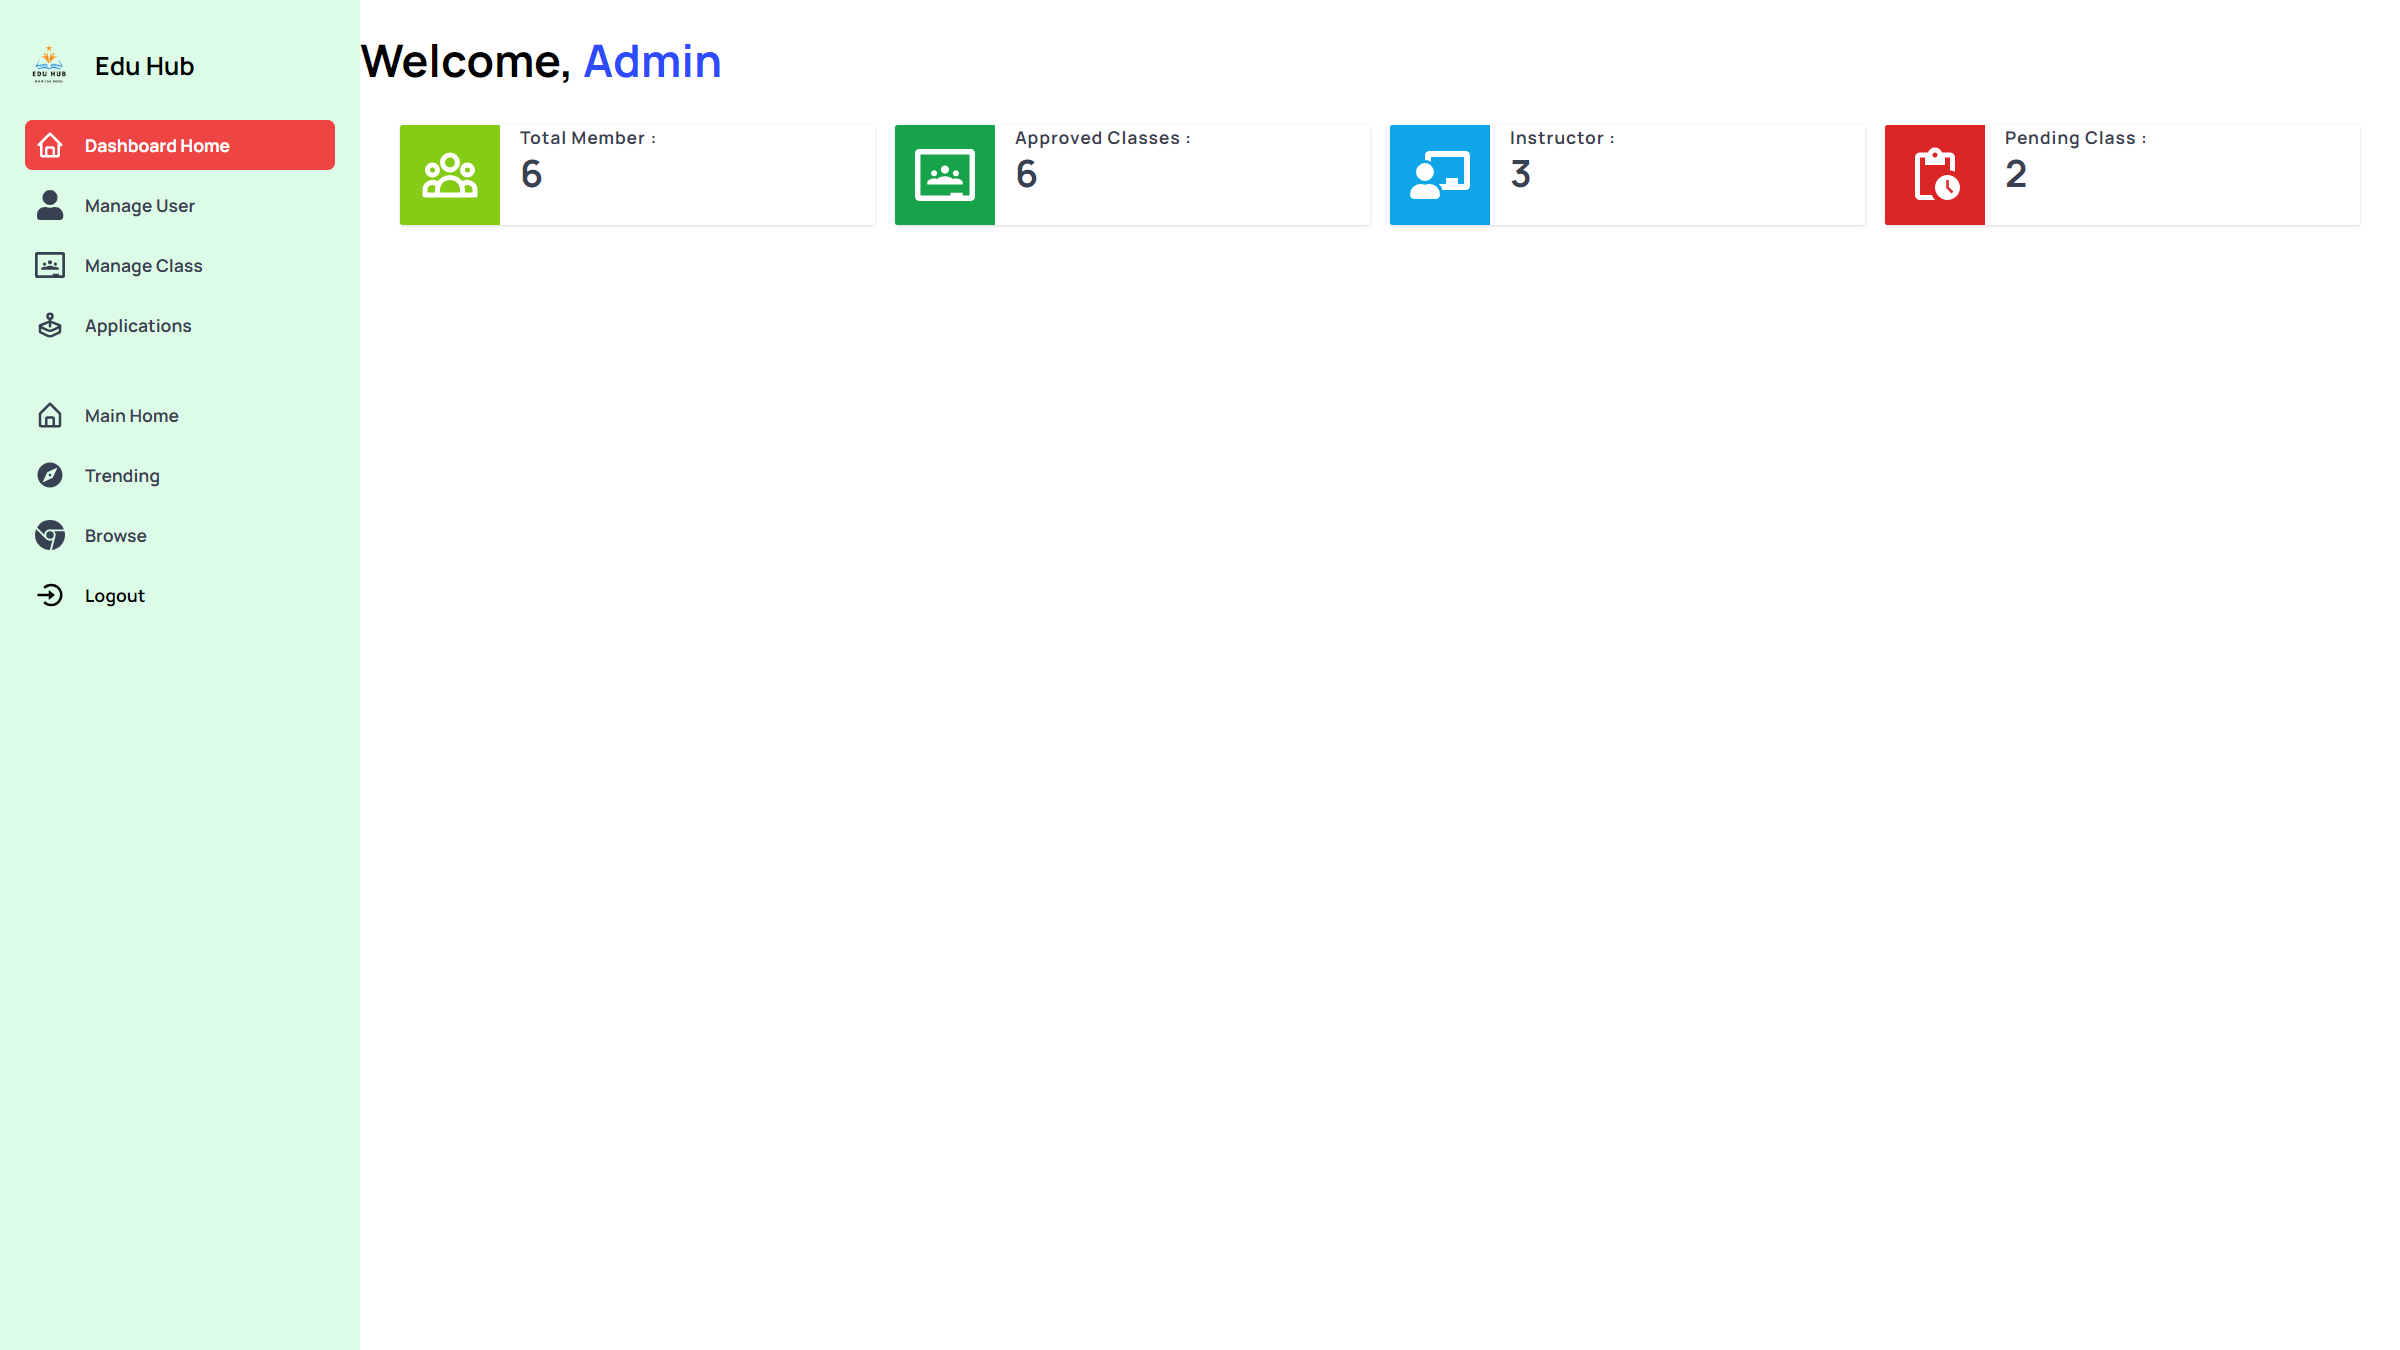 EDU HUB
Edu Hub
Dashboard Home
Manage User
Manage Class
Applications
Main Home
Trending
Browse
Logout
Welcome, Admin
Total Member :
6
Approved Classes :
6
Instructor :
3
Pending Class :
2